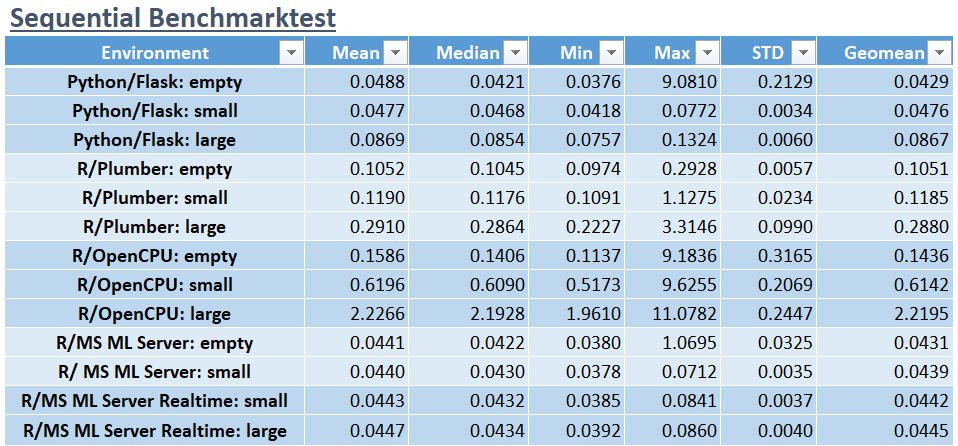 Sequential Benchmarktest
Environment Mean Median Min Max STD Geomean
Python/Flask: empty 0.0488 0.0421 0.0376 9.0810 0.2129 0.0429
Python/Flask: small 0.0477 0.0468 0.0418 0.0772 0.0034 0.0476
Python/Flask: large 0.0869 0.0854 0.0757 0.1324 0.0060 0.0867
R/Plumber: empty 0.1052 0.1045 0.0974 0.2928 0.0057 0.1051
R/Plumber: small 0.1190 0.1176 0.1091 1.1275 0.0234 0.1185
R/Plumber: large 0.2910 0.2864 0.2227 3.3146 0.0990 0.2880
R/OpenCPU: empty 0.1586 0.1406 0.1137 9.1836 0.3165 0.1436
R/OpenCPU: small 0.6196 0.6090 0.5173 9.6255 0.2069 0.6142
R/OpenCPU: large 2.2266 2.1928 1.9610 11.0782 0.2447 2.2195
R/MS ML Server: empty 0.0441 0.0422 0.0380 1.0695 0.0325 0.0431
R/ MS ML Server: small 0.0440 0.0430 0.0378 0.0712 0.0035 0.0439
R/MS ML Server Realtime: small 0.0443 0.0432 0.0385 0.0841 0.0037 0.0442
R/MS ML Server Realtime: large 0.0447 0.0434 0.0392 0.0860 0.0040 0.0445